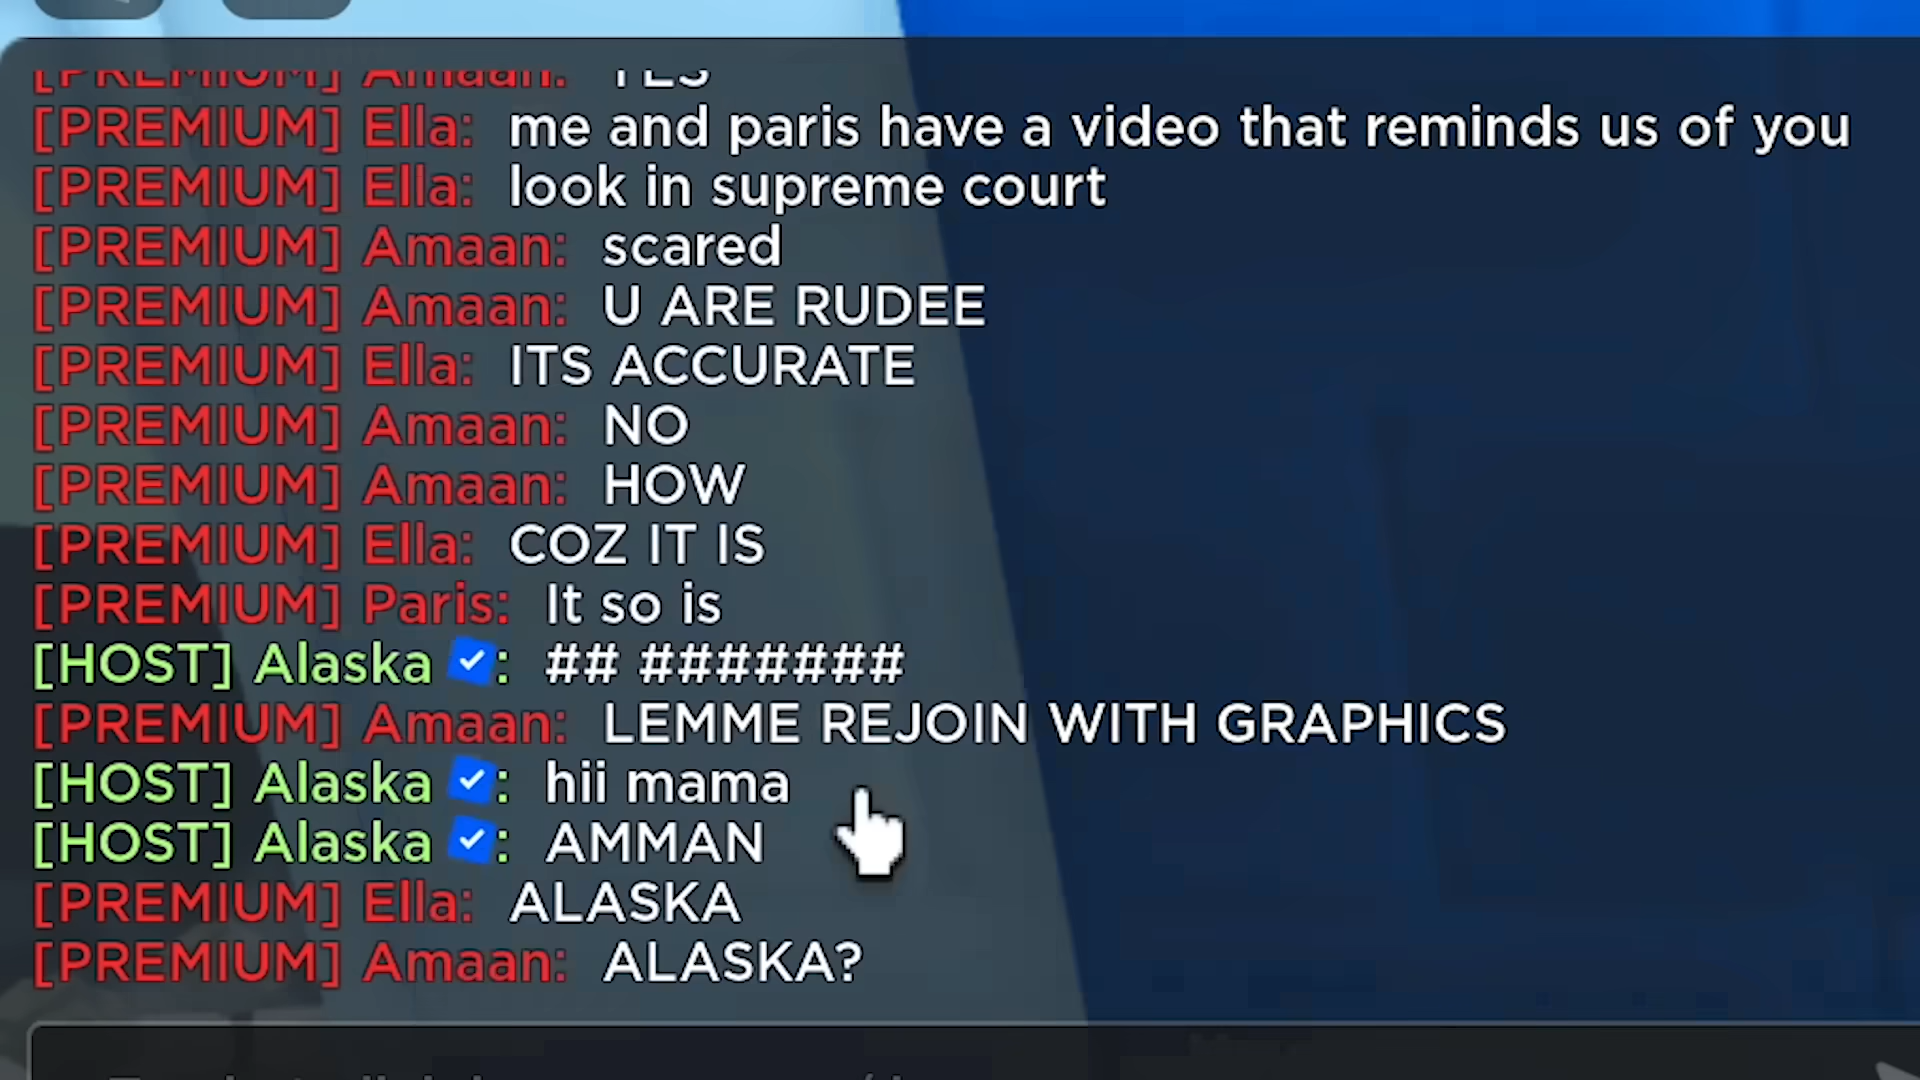 [PREMIUM] Amaan: YES
[PREMIUM] Ella: me and paris have a video that reminds us of you
[PREMIUM] Ella: look in supreme court
[PREMIUM] Amaan: scared
[PREMIUM] Amaan: U ARE RUDEE
[PREMIUM] Ella: ITS ACCURATE
[PREMIUM] Amaan: NO
[PREMIUM] Amaan: HOW
[PREMIUM] Ella: COZ IT IS
[PREMIUM] Paris: It so is
[HOST] Alaska ✓: ## #######
[PREMIUM] Amaan: LEMME REJOIN WITH GRAPHICS
[HOST] Alaska ✓: hii mama
[HOST] Alaska ✓: AMMAN
[PREMIUM] Ella: ALASKA
[PREMIUM] Amaan: ALASKA?